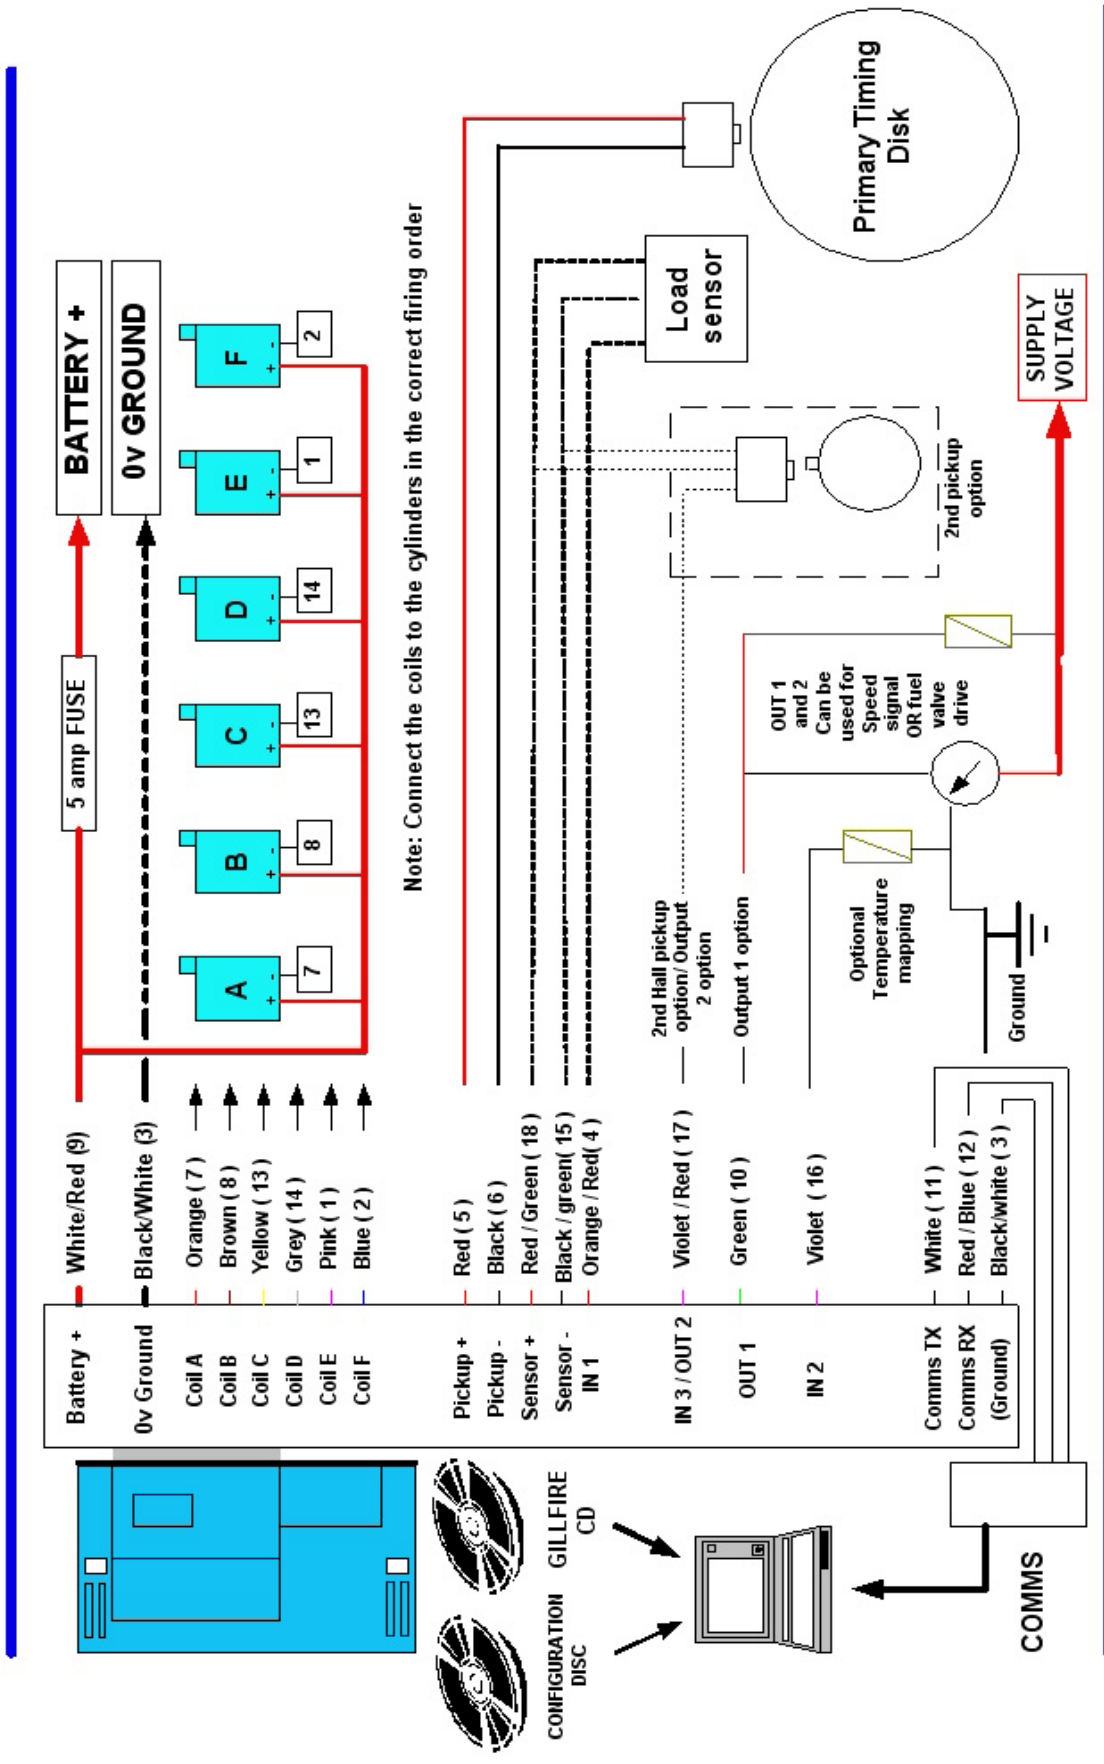 BATTERY +
0v GROUND
5 amp FUSE
A
B
C
D
E
F
+ -
+ -
+ -
+ -
+ -
+ -
7
8
13
14
1
2
Note: Connect the coils to the cylinders in the correct firing order
Battery +
White/Red (9)
0v Ground
Black/White (3)
Coil A
Orange ( 7 )
Coil B
Brown ( 8 )
Coil C
Yellow ( 13 )
Coil D
Grey ( 14 )
Coil E
Pink ( 1 )
Coil F
Blue ( 2 )
Pickup +
Red ( 5 )
Pickup -
Black ( 6 )
Sensor +
Red / Green ( 18 )
Sensor -
Black / green( 15 )
IN 1
Orange / Red( 4 )
IN 3 / OUT 2
Violet / Red ( 17 )
2nd Hall pickup
option/ Output
2 option
OUT 1
Green ( 10 )
Output 1 option
IN 2
Violet ( 16 )
Comms TX
White ( 11 )
Comms RX
Red / Blue ( 12 )
(Ground)
Black/white ( 3 )
Load
sensor
Primary Timing
Disk
2nd pickup
option
OUT 1
and 2
Can be
used for
Speed
signal
OR fuel
valve
drive
SUPPLY
VOLTAGE
Optional
Temperature
mapping
Ground
CONFIGURATION
DISC
GILLFIRE
CD
COMMS